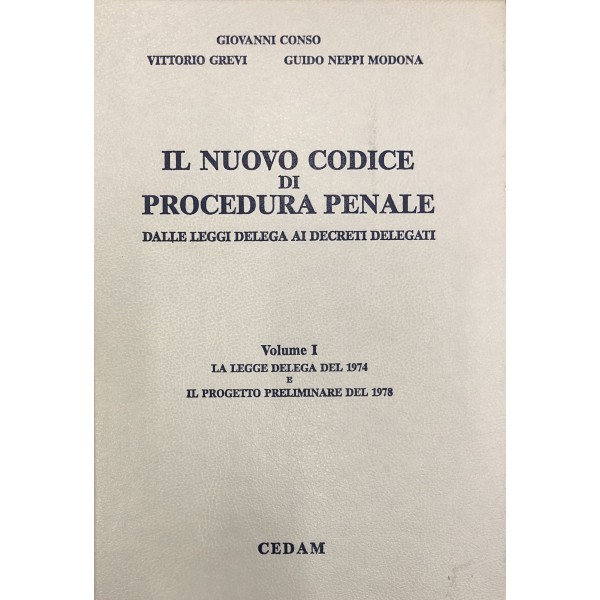 GIOVANNI CONSO
VITTORIO GREVI GUIDO NEPPI MODONA
IL NUOVO CODICE
DI
PROCEDURA PENALE
DALLE LEGGI DELEGA AI DECRETI DELEGATI
Volume I
LA LEGGE DELEGA DEL 1974
E
IL PROGETTO PRELIMINARE DEL 1978
CEDAM